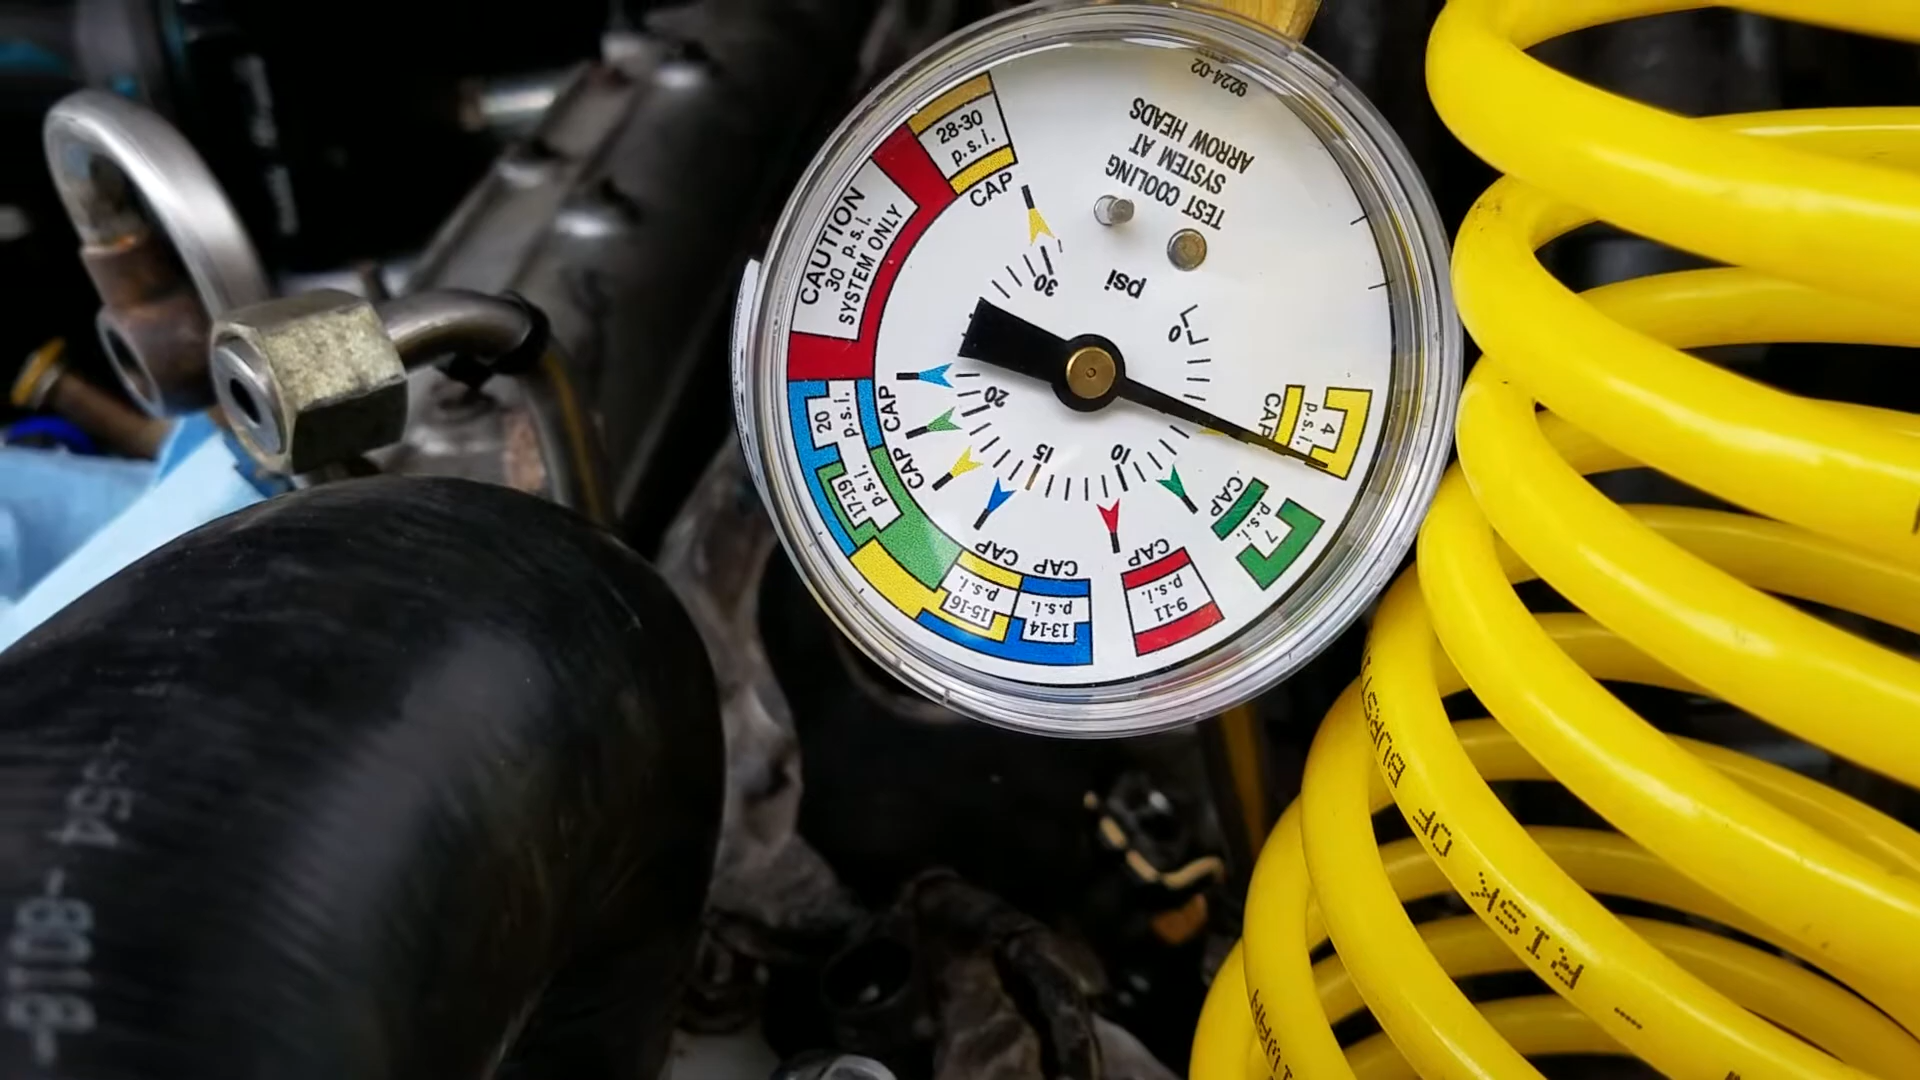 9224-02
TEST COOLING
SYSTEM AT
ARROW HEADS
psi
0
10
15
20
30
28-30
p.s.i.
CAP
CAUTION
30 p.s.i.
SYSTEM ONLY
20
p.s.i.
CAP
17-19
p.s.i.
CAP
15-16
p.s.i.
CAP
13-14
p.s.i.
CAP
9-11
p.s.i.
CAP
7
p.s.i.
CAP
4
p.s.i.
CAP
RISK OF BURST